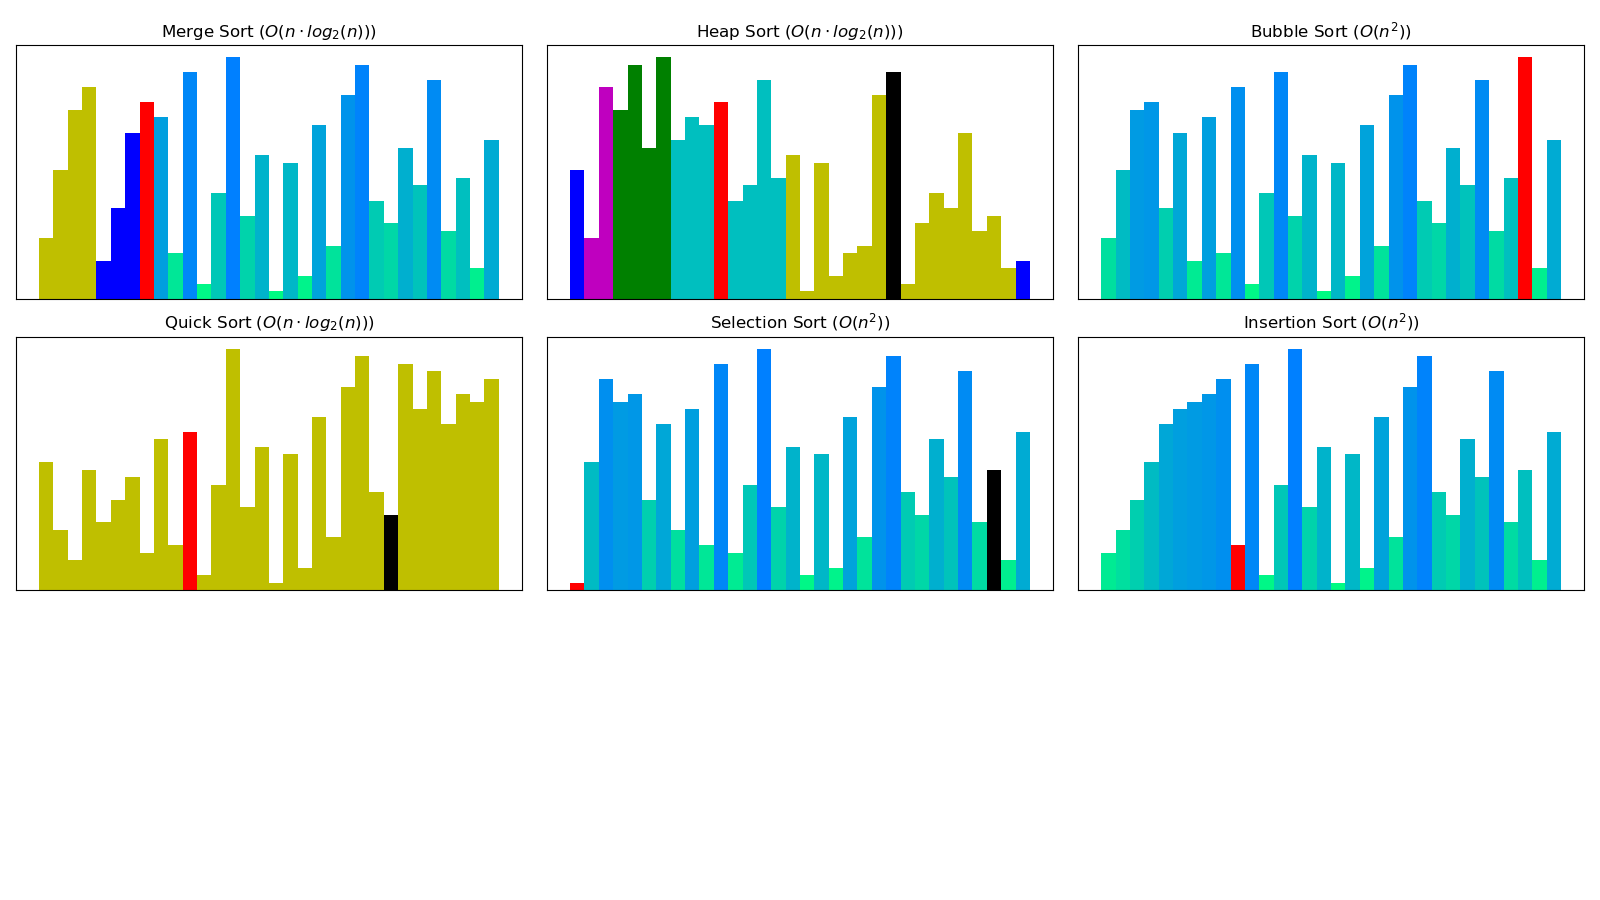 Merge Sort (O(n · log₂(n)))
Heap Sort (O(n · log₂(n)))
Bubble Sort (O(n²))
Quick Sort (O(n · log₂(n)))
Selection Sort (O(n²))
Insertion Sort (O(n²))